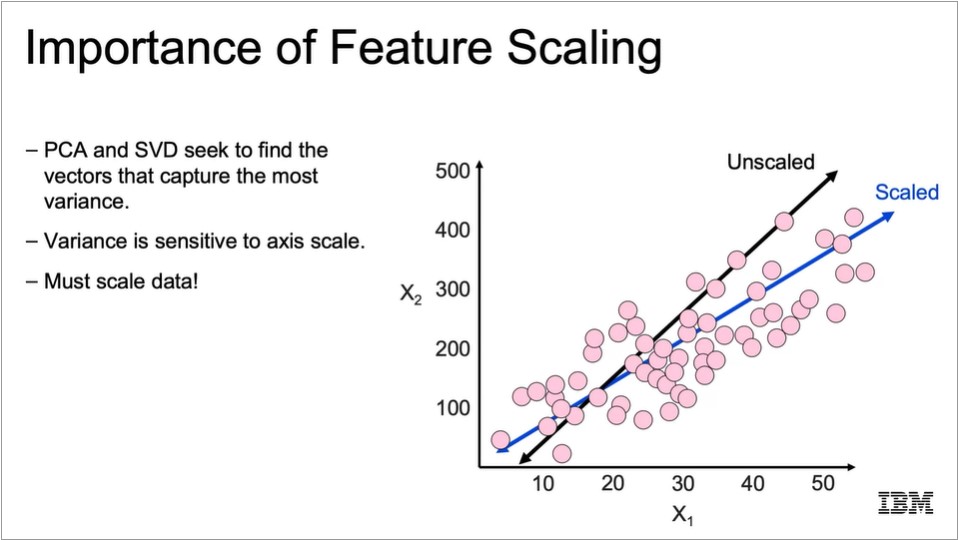 Importance of Feature Scaling
– PCA and SVD seek to find the
vectors that capture the most
variance.
– Variance is sensitive to axis scale.
– Must scale data!
Unscaled
Scaled
500
400
300
200
100
X2
10 20 30 40 50
X1
IBM